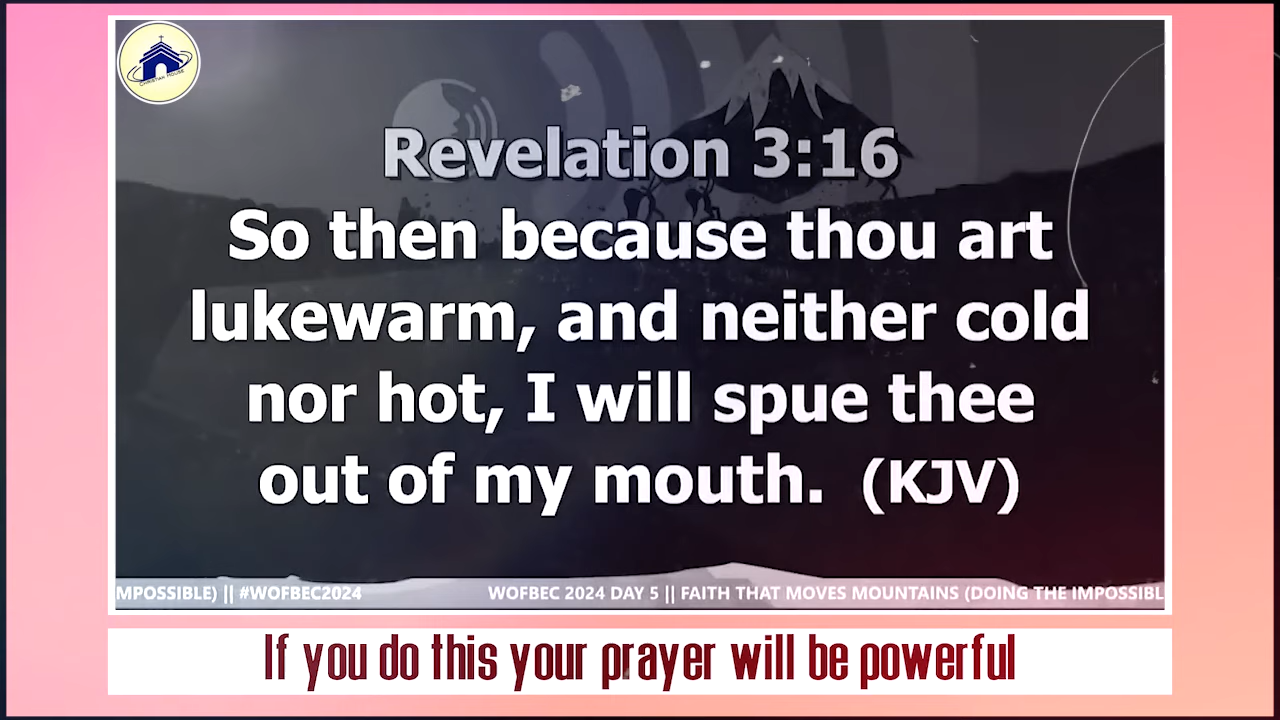 CHRISTIAN HOUSE
Revelation 3:16
So then because thou art
lukewarm, and neither cold
nor hot, I will spue thee
out of my mouth. (KJV)
MPOSSIBLE) || #WOFBEC2024 WOFBEC 2024 DAY 5 || FAITH THAT MOVES MOUNTAINS (DOING THE IMPOSSIBL
If you do this your prayer will be powerful